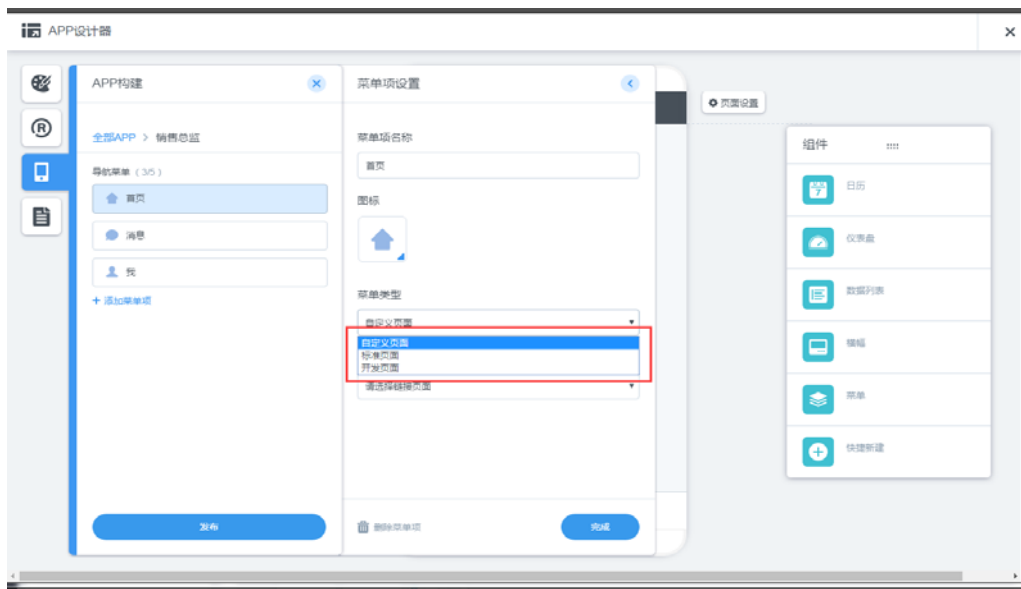 APP设计器
APP构建
全部APP > 销售总监
导航菜单（3/5）
首页
消息
我
+ 添加菜单项
发布
菜单项设置
菜单项名称
首页
图标
菜单类型
自定义页面
自定义页面
标准页面
开发页面
请选择链接页面
删除菜单项
完成
页面设置
组件
日历
仪表盘
数据列表
横幅
菜单
快捷新建